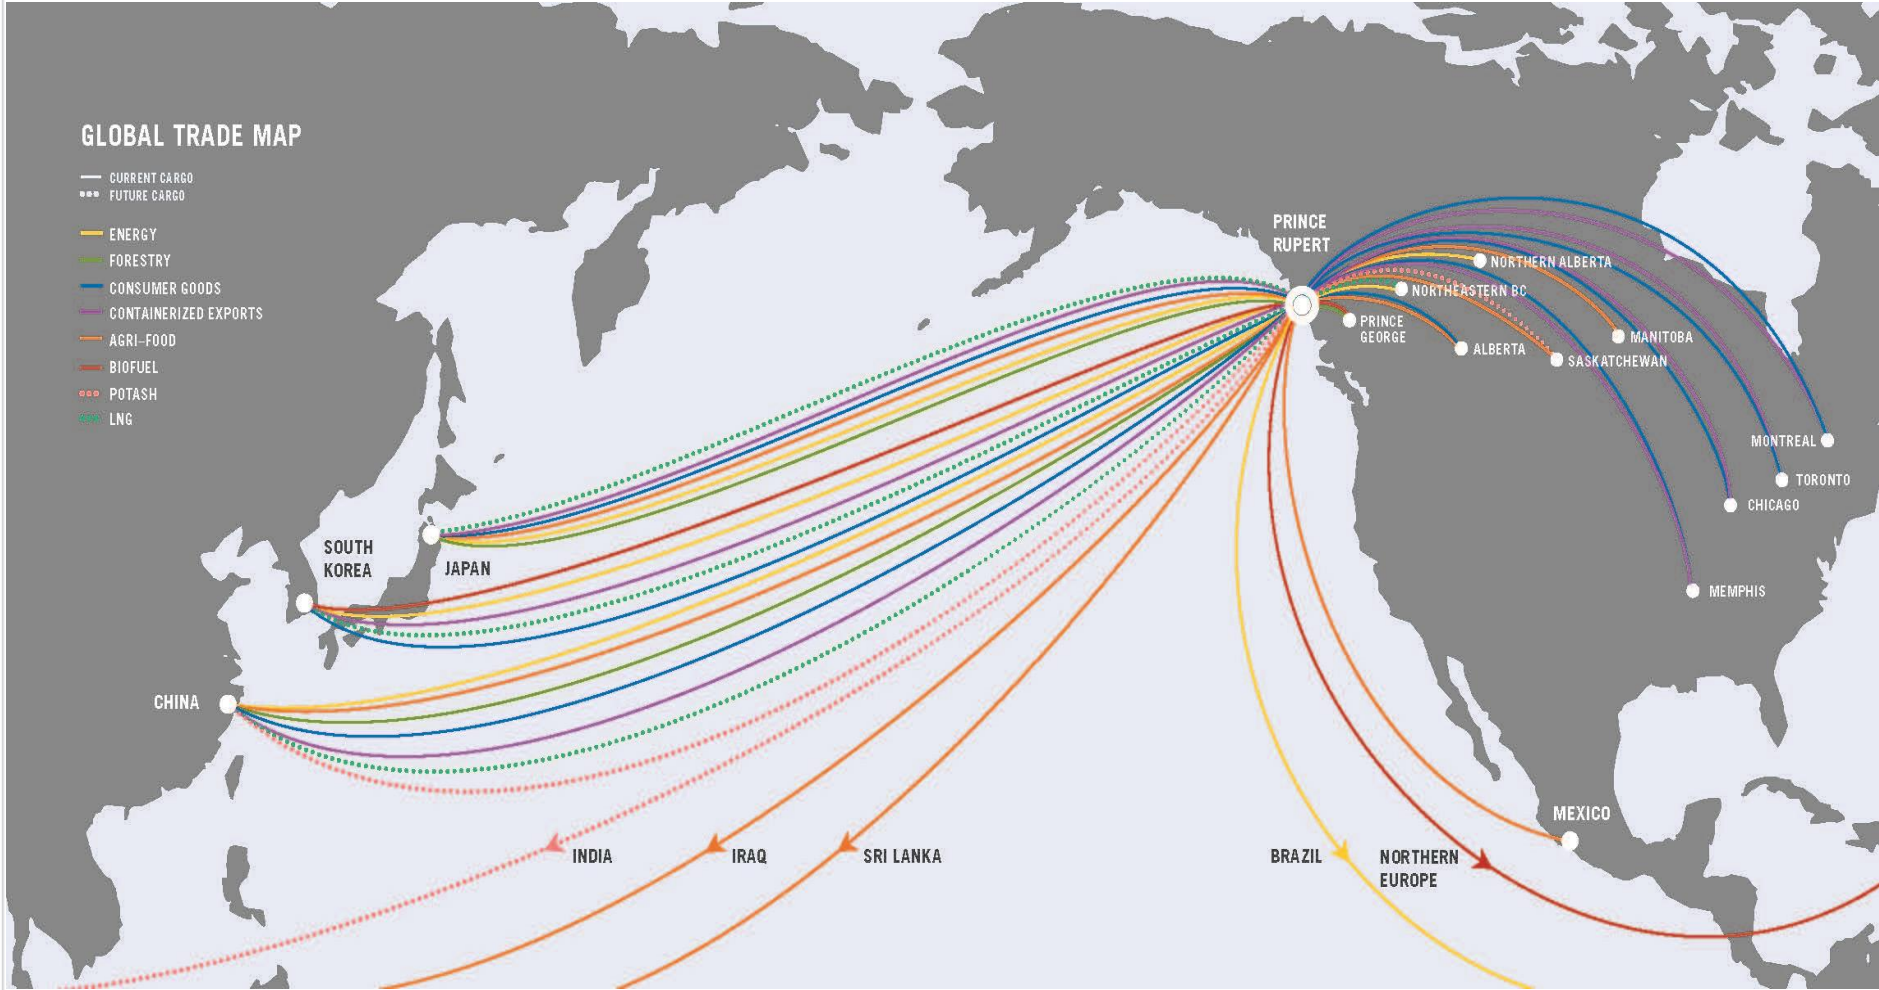 GLOBAL TRADE MAP
CURRENT CARGO
FUTURE CARGO
ENERGY
FORESTRY
CONSUMER GOODS
CONTAINERIZED EXPORTS
AGRI-FOOD
BIOFUEL
POTASH
LNG
PRINCE
RUPERT
NORTHERN ALBERTA
NORTHEASTERN BC
PRINCE
GEORGE
MANITOBA
ALBERTA
SASKATCHEWAN
MONTREAL
TORONTO
CHICAGO
MEMPHIS
SOUTH
KOREA
JAPAN
CHINA
INDIA
IRAQ
SRI LANKA
BRAZIL
NORTHERN
EUROPE
MEXICO